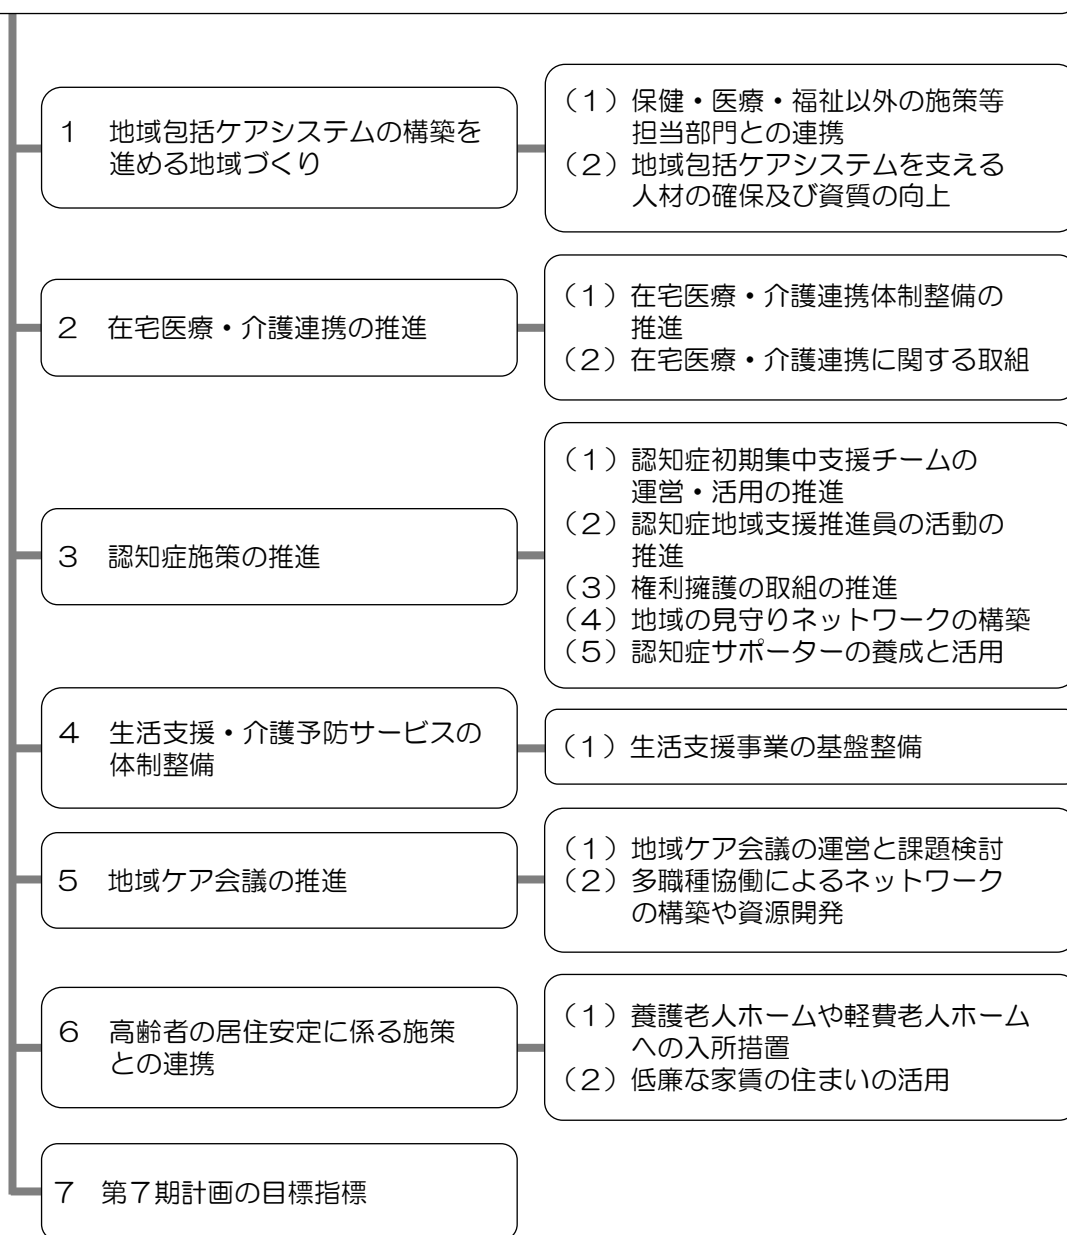 １　地域包括ケアシステムの構築を
進める地域づくり
（１）保健・医療・福祉以外の施策等
担当部門との連携
（２）地域包括ケアシステムを支える
人材の確保及び資質の向上
２　在宅医療・介護連携の推進
（１）在宅医療・介護連携体制整備の
推進
（２）在宅医療・介護連携に関する取組
３　認知症施策の推進
（１）認知症初期集中支援チームの
運営・活用の推進
（２）認知症地域支援推進員の活動の
推進
（３）権利擁護の取組の推進
（４）地域の見守りネットワークの構築
（５）認知症サポーターの養成と活用
４　生活支援・介護予防サービスの
体制整備
（１）生活支援事業の基盤整備
５　地域ケア会議の推進
（１）地域ケア会議の運営と課題検討
（２）多職種協働によるネットワーク
の構築や資源開発
６　高齢者の居住安定に係る施策
との連携
（１）養護老人ホームや軽費老人ホーム
への入所措置
（２）低廉な家賃の住まいの活用
７　第７期計画の目標指標